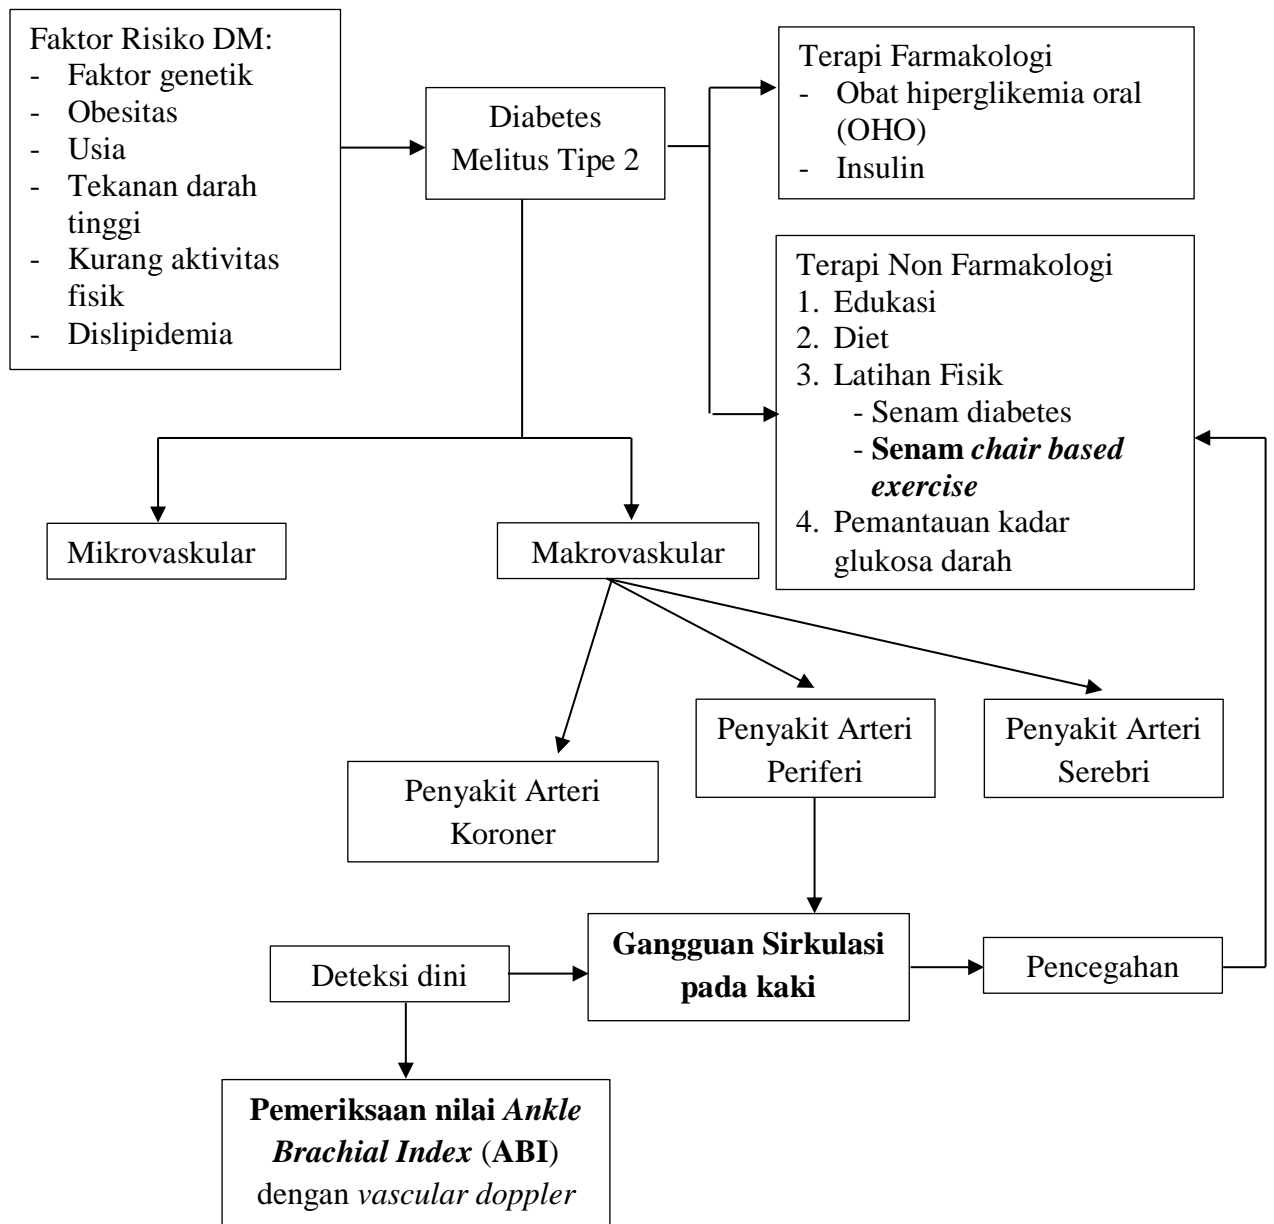 Faktor Risiko DM:
- Faktor genetik
- Obesitas
- Usia
- Tekanan darah
tinggi
- Kurang aktivitas
fisik
- Dislipidemia
Diabetes
Melitus Tipe 2
Terapi Farmakologi
- Obat hiperglikemia oral
(OHO)
- Insulin
Terapi Non Farmakologi
1. Edukasi
2. Diet
3. Latihan Fisik
- Senam diabetes
- Senam chair based
exercise
4. Pemantauan kadar
glukosa darah
Mikrovaskular
Makrovaskular
Penyakit Arteri
Koroner
Penyakit Arteri
Periferi
Penyakit Arteri
Serebri
Deteksi dini
Gangguan Sirkulasi
pada kaki
Pencegahan
Pemeriksaan nilai Ankle
Brachial Index (ABI)
dengan vascular doppler